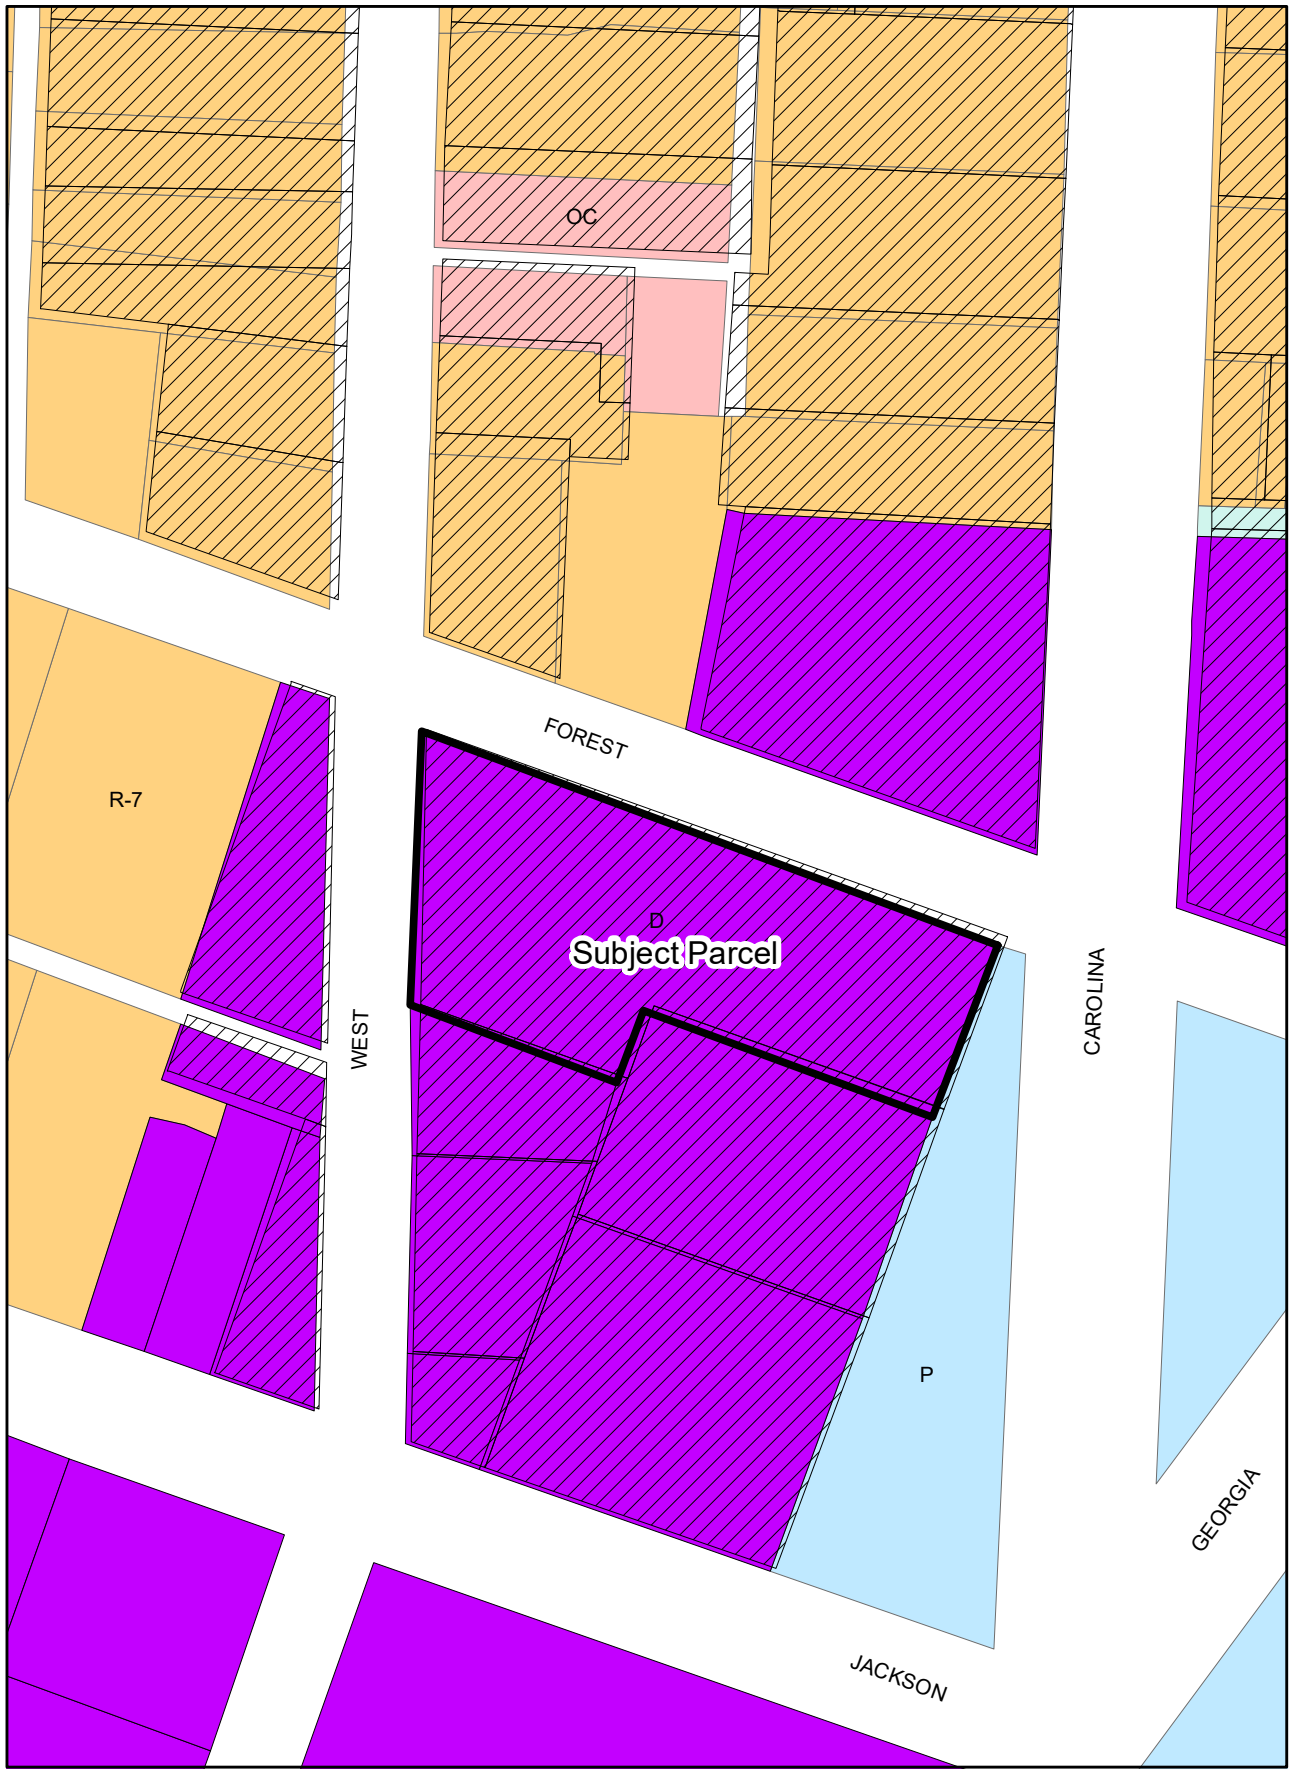 OC
FOREST
R-7
D
Subject Parcel
CAROLINA
WEST
P
GEORGIA
JACKSON